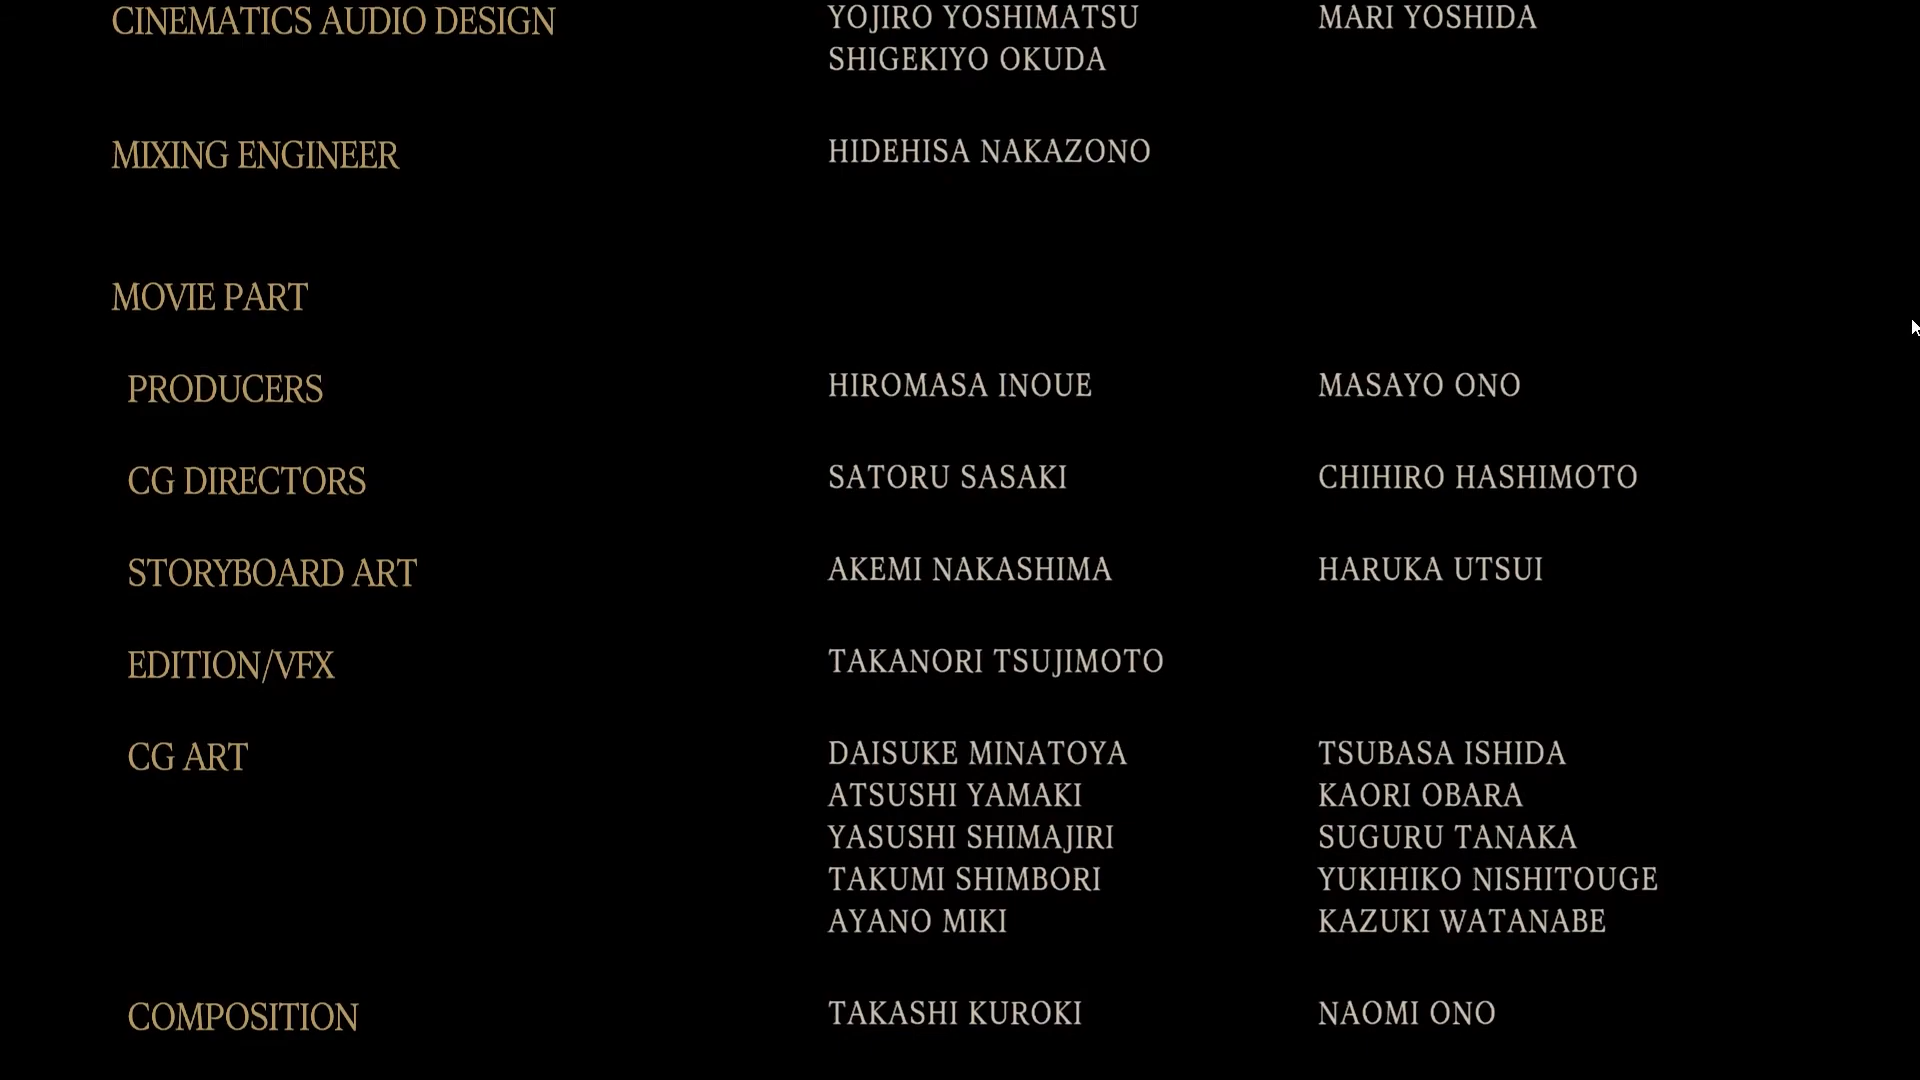 CINEMATICS AUDIO DESIGN YOJIRO YOSHIMATSU MARI YOSHIDA
SHIGEKIYO OKUDA
MIXING ENGINEER HIDEHISA NAKAZONO
MOVIE PART
PRODUCERS HIROMASA INOUE MASAYO ONO
CG DIRECTORS SATORU SASAKI CHIHIRO HASHIMOTO
STORYBOARD ART AKEMI NAKASHIMA HARUKA UTSUI
EDITION/VFX TAKANORI TSUJIMOTO
CG ART DAISUKE MINATOYA TSUBASA ISHIDA
ATSUSHI YAMAKI KAORI OBARA
YASUSHI SHIMAJIRI SUGURU TANAKA
TAKUMI SHIMBORI YUKIHIKO NISHITOUGE
AYANO MIKI KAZUKI WATANABE
COMPOSITION TAKASHI KUROKI NAOMI ONO